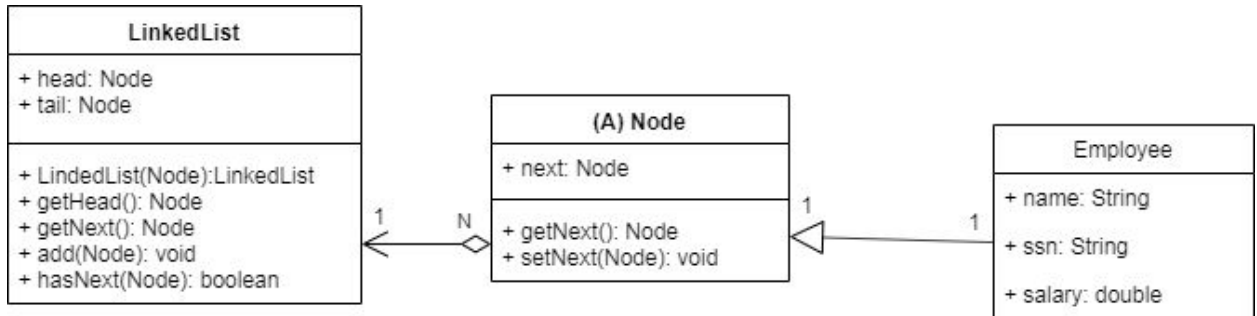 LinkedList
+ head: Node
+ tail: Node
+ LindedList(Node):LinkedList
+ getHead(): Node
+ getNext(): Node
+ add(Node): void
+ hasNext(Node): boolean
1
N
(A) Node
+ next: Node
+ getNext(): Node
+ setNext(Node): void
1
1
Employee
+ name: String
+ ssn: String
+ salary: double